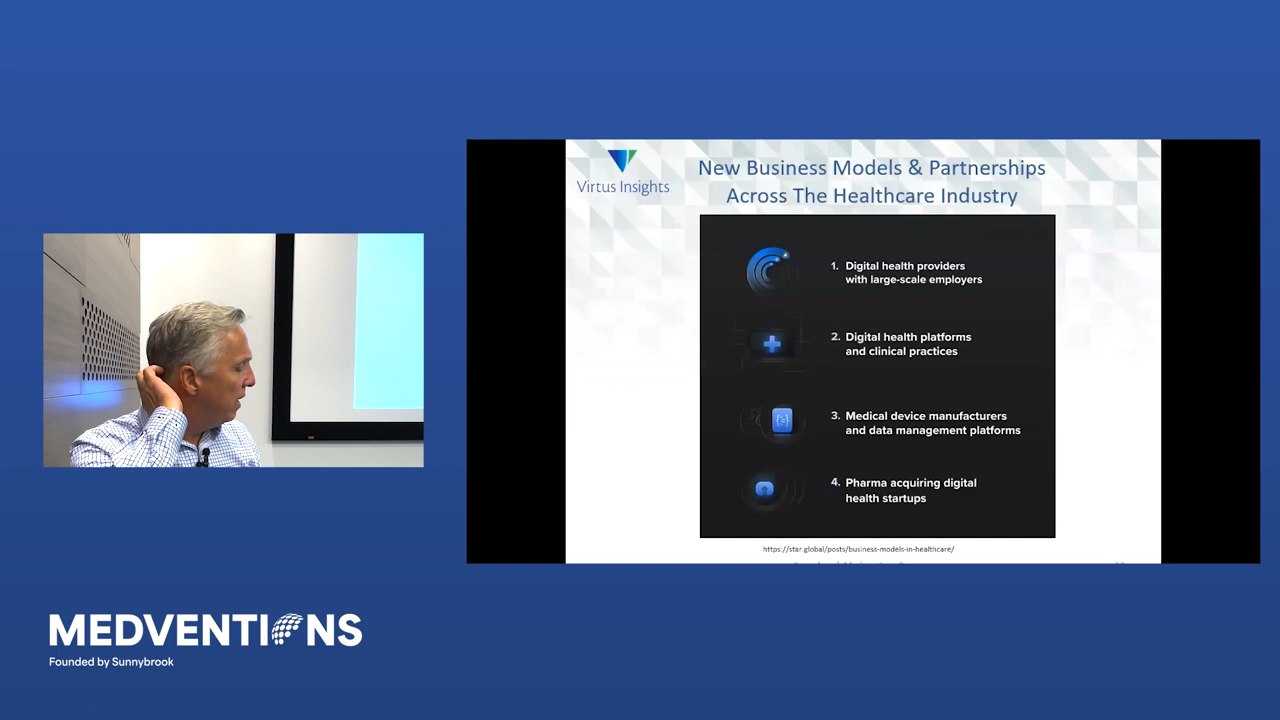 Virtus Insights
New Business Models & Partnerships
Across The Healthcare Industry
1. Digital health providers
with large-scale employers
2. Digital health platforms
and clinical practices
3. Medical device manufacturers
and data management platforms
4. Pharma acquiring digital
health startups
https://star.global/posts/business-models-in-healthcare/
MEDVENTIONS
Founded by Sunnybrook